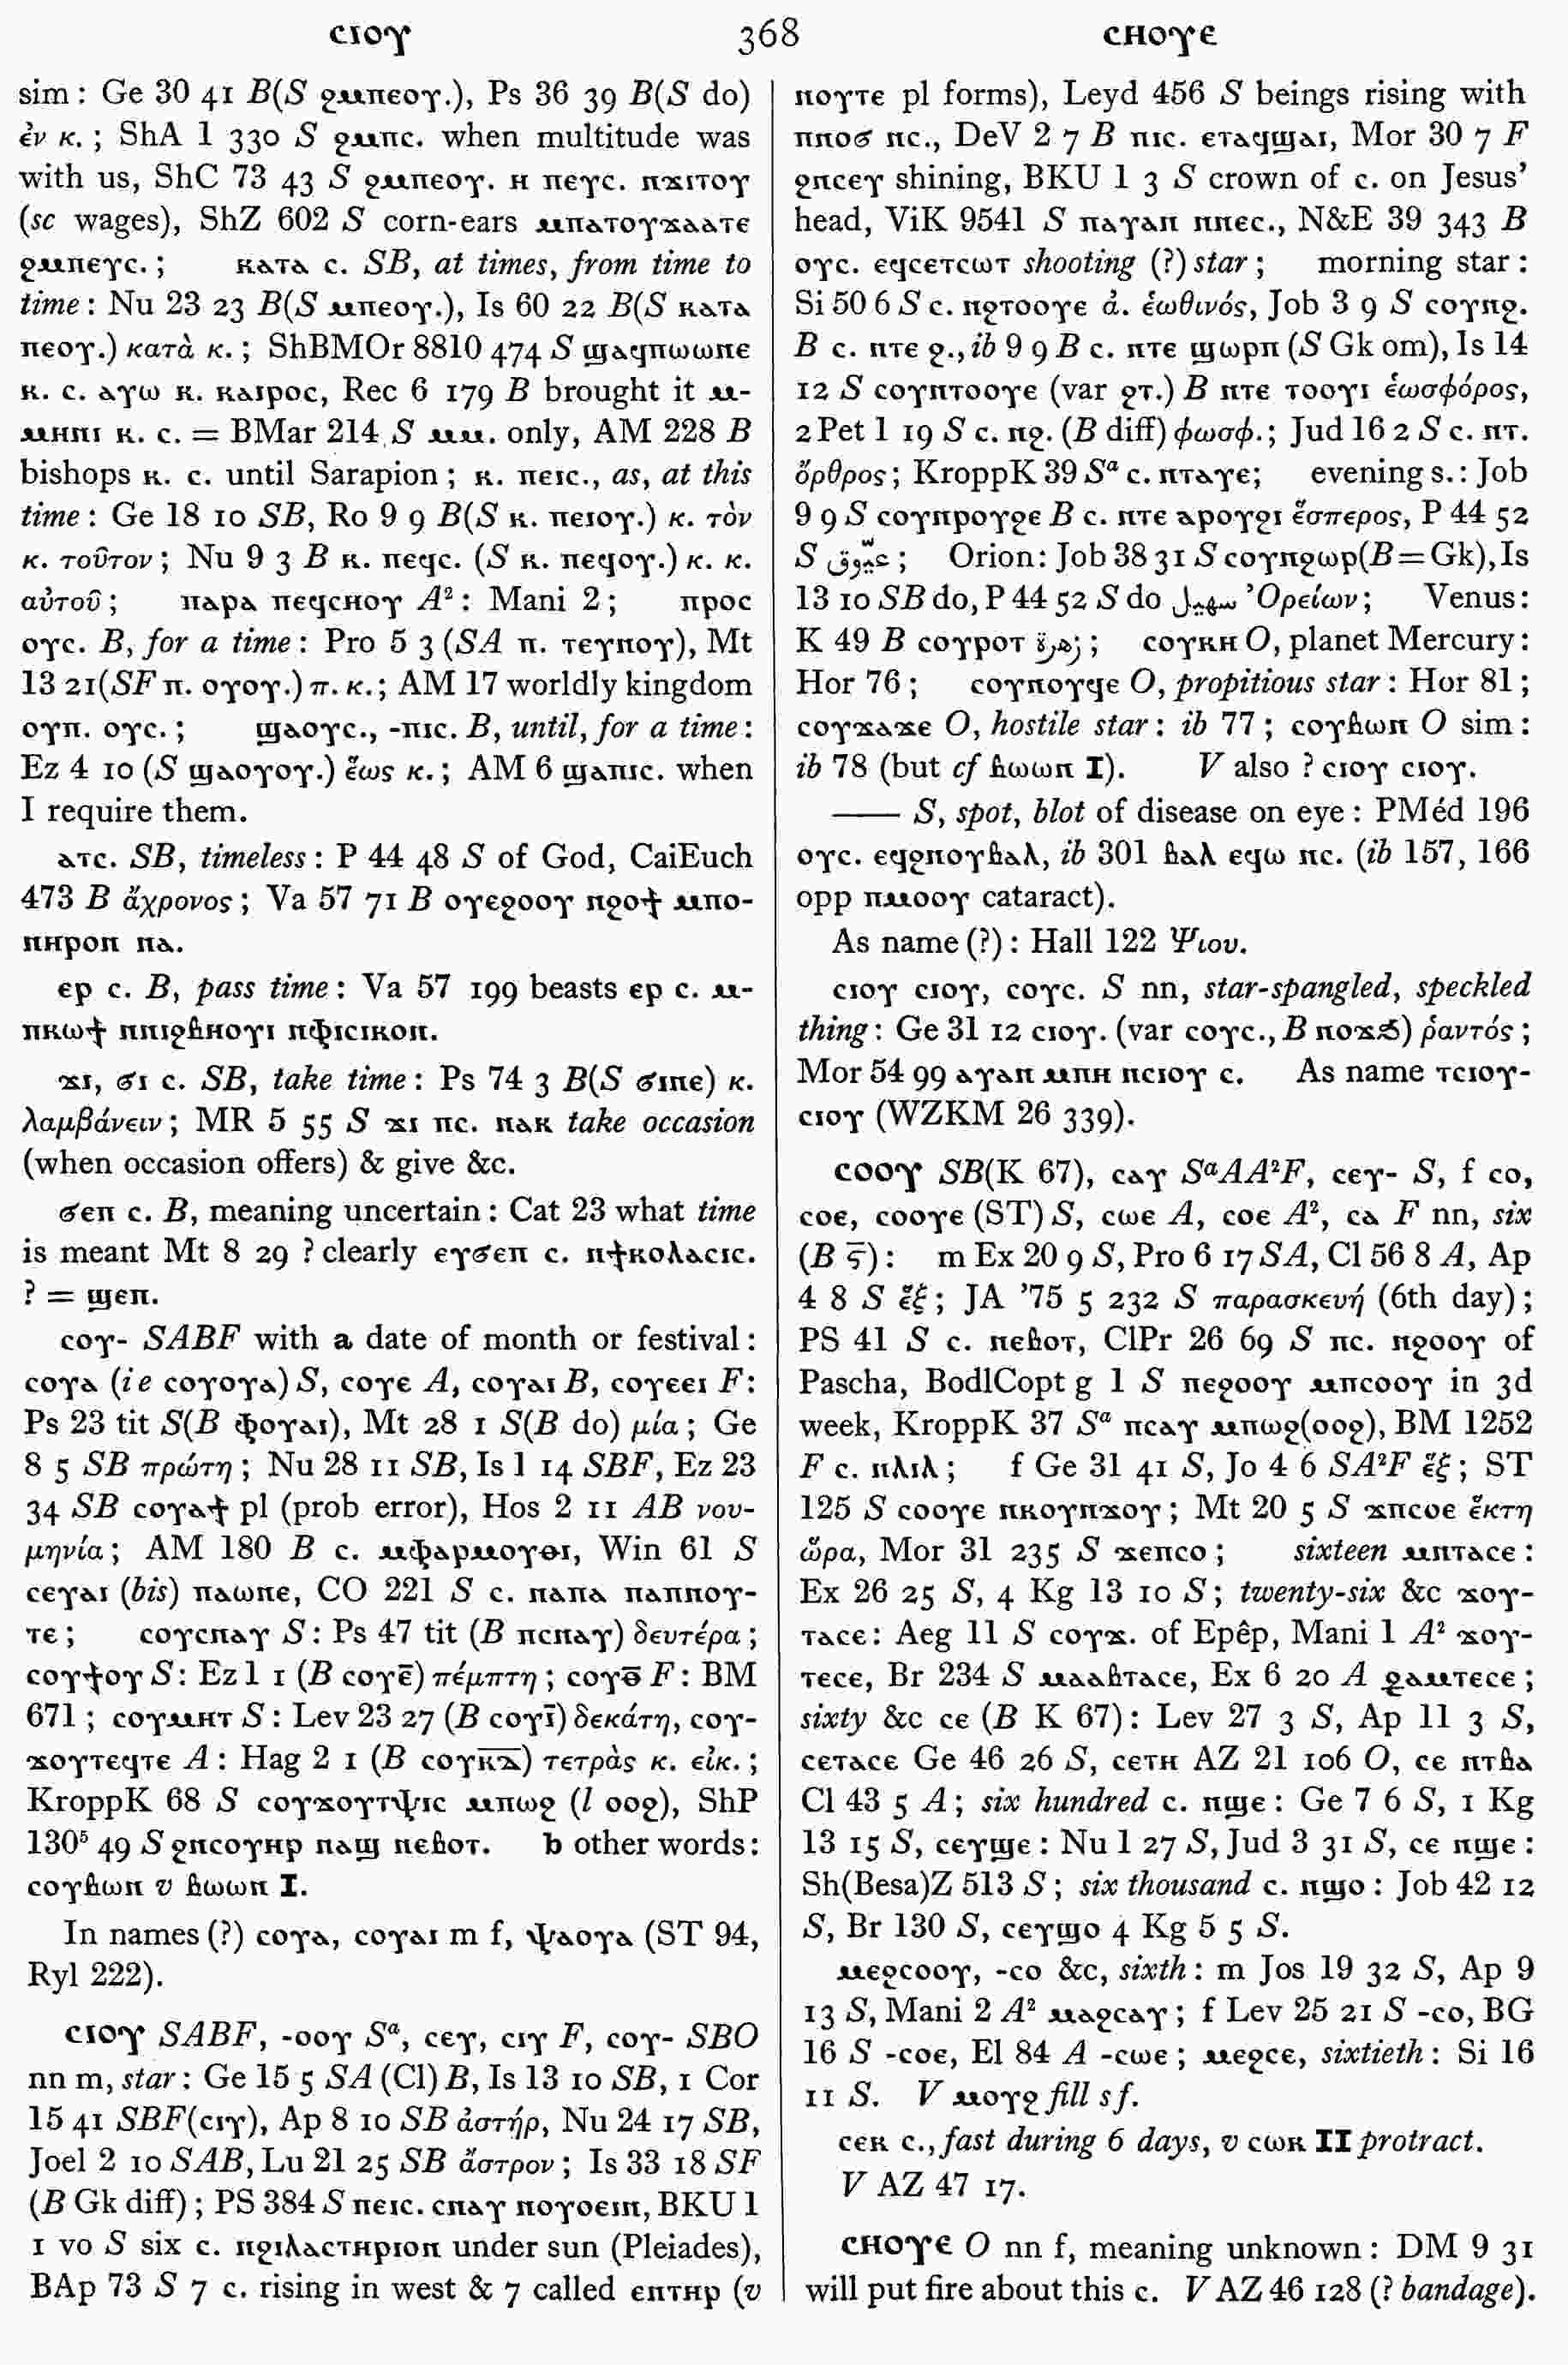 ⲥⲓⲟⲩ 368 ⲥⲏⲟⲩⲉ
sim: Ge 30 41 B(S ϩⲙⲡⲉⲟⲩ.), Ps 36 39 B(S do)
ἐν κ.; ShA 1 330 S ϩⲙⲡⲥ. when multitude was
with us, ShC 73 43 S ϩⲙⲡⲉⲟⲩ. ⲏ ⲡⲉⲩⲥ. ⲛϫⲓⲧⲟⲩ
(sc wages), ShZ 602 S corn-ears ⲙⲡⲁⲧⲟⲩϫⲁⲁⲧⲉ
ϩⲙⲡⲉⲩⲥ.; ⲕⲁⲧⲁ ⲥ. SB, at times, from time to
time: Nu 23 23 B(S ⲙⲡⲉⲟⲩ.), Is 60 22 B(S ⲕⲁⲧⲁ
ⲡⲉⲟⲩ.) κατὰ κ.; ShBMOr 8810 474 S ϣⲁϥⲡⲱⲱⲛⲉ
ⲕ. ⲥ. ⲁⲩⲱ ⲕ. ⲕⲁⲓⲣⲟⲥ, Rec 6 179 B brought it ⲙ-
ⲙⲏⲛⲓ ⲕ. ⲥ. = BMar 214 S ⲙⲙ. only, AM 228 B
bishops ⲕ. ⲥ. until Sarapion; ⲕ. ⲡⲉⲓⲥ., as, at this
time: Ge 18 10 SB, Ro 9 9 B(S ⲕ. ⲡⲉⲓⲟⲩ.) κ. τὸν
κ. τοῦτον; Nu 9 3 B ⲕ. ⲡⲉϥⲥ. (S ⲕ. ⲡⲉϥⲟⲩ.) κ. κ.
αὐτοῦ; ⲡⲁⲣⲁ ⲡⲉϥⲥⲏⲟⲩ A²: Mani 2; ⲡⲣⲟⲥ
ⲟⲩⲥ. B, for a time: Pro 5 3 (SA ⲡ. ⲧⲉⲩⲛⲟⲩ), Mt
13 21(SF ⲡ. ⲟⲩⲟⲩ.) π. κ.; AM 17 worldly kingdom
ⲟⲩⲡ. ⲟⲩⲥ.; ϣⲁⲟⲩⲥ., -ⲡⲓⲥ. B, until, for a time:
Ez 4 10 (S ϣⲁⲟⲩⲟⲩ.) ἕως κ.; AM 6 ϣⲁⲡⲓⲥ. when
I require them.
ⲁⲧⲥ. SB, timeless: P 44 48 S of God, CaiEuch
473 B ἄχρονος; Va 57 71 B ⲟⲩⲉϩⲟⲟⲩ ⲛϩⲟϯ ⲙⲡⲟ-
ⲛⲏⲣⲟⲛ ⲛⲁ.
ⲉⲣ ⲥ. B, pass time: Va 57 199 beasts ⲉⲣ ⲥ. ⲙ-
ⲡⲕⲱϯ ⲛⲛⲓϩⲃⲏⲟⲩⲓ ⲛⲫⲓⲥⲓⲕⲟⲛ.
ϫⲓ, ϭⲓ ⲥ. SB, take time: Ps 74 3 B(S ϭⲓⲛⲉ) κ.
λαμβάνειν; MR 5 55 S ϫⲓ ⲡⲥ. ⲛⲁⲕ take occasion
(when occasion offers) & give &c.
ϭⲉⲛ ⲥ. B, meaning uncertain: Cat 23 what time
is meant Mt 8 29 ? clearly ⲉⲩϭⲉⲛ ⲥ. ⲛϯⲕⲟⲗⲁⲥⲓⲥ.
? = ϣⲉⲛ.
ⲥⲟⲩ- SABF with a date of month or festival:
ⲥⲟⲩⲁ (ie ⲥⲟⲩⲟⲩⲁ) S, ⲥⲟⲩⲉ A, ⲥⲟⲩⲁⲓ B, ⲥⲟⲩⲉⲉⲓ F:
Ps 23 tit S(B ⲫⲟⲩⲁⲓ), Mt 28 1 S(B do) μία; Ge
8 5 SB πρώτη; Nu 28 11 SB, Is 1 14 SBF, Ez 23
34 SB ⲥⲟⲩⲁϯ pl (prob error), Hos 2 11 AB νου-
μηνία; AM 180 B ⲥ. ⲙⲫⲁⲣⲙⲟⲩⲑⲓ, Win 61 S
ⲥⲉⲩⲁⲓ (bis) ⲡⲁⲱⲡⲉ, CO 221 S ⲥ. ⲛⲁⲡⲁ ⲡⲁⲡⲛⲟⲩ-
ⲧⲉ; ⲥⲟⲩⲥⲛⲁⲩ S: Ps 47 tit (B ⲡⲥⲛⲁⲩ) δευτέρα;
ⲥⲟⲩϯⲟⲩ S: Ez 1 1 (B ⲥⲟⲩⲉ̅) πέμπτη; ⲥⲟⲩⲑ̅ F: BM
671; ⲥⲟⲩⲙⲏⲧ S: Lev 23 27 (B ⲥⲟⲩⲓ̅) δεκάτη, ⲥⲟⲩ-
ϫⲟⲩⲧⲉϥⲧⲉ A: Hag 2 1 (B ⲥⲟⲩⲕ̅ⲇ̅) τετρὰς κ. εἰκ.;
KroppK 68 S ⲥⲟⲩϫⲟⲩⲧⲯⲓⲥ ⲙⲡⲱϩ (l ⲟⲟϩ), ShP
130⁵ 49 S ϩⲛⲥⲟⲩⲏⲣ ⲛⲁϣ ⲛⲉⲃⲟⲧ. b other words:
ⲥⲟⲩⲃⲱⲛ v ⲃⲱⲱⲛ I.
In names (?) ⲥⲟⲩⲁ, ⲥⲟⲩⲁⲓ m f, ⲯⲁⲟⲩⲁ (ST 94,
Ryl 222).
ⲥⲓⲟⲩ SABF, -ⲟⲟⲩ Sᵃ, ⲥⲉⲩ, ⲥⲓⲩ F, ⲥⲟⲩ- SBO
nn m, star: Ge 15 5 SA (Cl) B, Is 13 10 SB, 1 Cor
15 41 SBF(ⲥⲓⲩ), Ap 8 10 SB ἀστήρ, Nu 24 17 SB,
Joel 2 10 SAB, Lu 21 25 SB ἄστρον; Is 33 18 SF
(B Gk diff); PS 384 S ⲡⲉⲓⲥ. ⲥⲛⲁⲩ ⲛⲟⲩⲟⲉⲓⲛ, BKU 1
1 vo S six ⲥ. ⲛϩⲓⲗⲁⲥⲧⲏⲣⲓⲟⲛ under sun (Pleiades),
BAp 73 S 7 ⲥ. rising in west & 7 called ⲉⲛⲧⲏⲣ (v
ⲛⲟⲩⲧⲉ pl forms), Leyd 456 S beings rising with
ⲡⲛⲟϭ ⲛⲥ., DeV 2 7 B ⲡⲓⲥ. ⲉⲧⲁϥϣⲁⲓ, Mor 30 7 F
ϩⲛⲥⲉⲩ shining, BKU 1 3 S crown of ⲥ. on Jesus'
head, ViK 9541 S ⲡⲁⲩⲁⲛ ⲛⲛⲉⲥ., N&E 39 343 B
ⲟⲩⲥ. ⲉϥⲥⲉⲧⲥⲱⲧ shooting (?) star; morning star:
Si 50 6 S ⲥ. ⲛϩⲧⲟⲟⲩⲉ ἀ. ἑωθινός, Job 3 9 S ⲥⲟⲩⲛϩ.
B ⲥ. ⲛⲧⲉ ϩ., ib 9 9 B ⲥ. ⲛⲧⲉ ϣⲱⲣⲡ (S Gk om), Is 14
12 S ⲥⲟⲩⲛⲧⲟⲟⲩⲉ (var ϩⲧ.) B ⲛⲧⲉ ⲧⲟⲟⲩⲓ ἑωσφόρος,
2 Pet 1 19 S ⲥ. ⲛϩ. (B diff) φωσφ.; Jud 16 2 S ⲥ. ⲛⲧ.
ὄρθρος; KroppK 39 Sᵃ ⲥ. ⲛⲧⲁⲩⲉ; evening s.: Job
9 9 S ⲥⲟⲩⲛⲣⲟⲩϩⲉ B ⲥ. ⲛⲧⲉ ⲁⲣⲟⲩϩⲓ ἕσπερος, P 44 52
S عيّوق; Orion: Job 38 31 S ⲥⲟⲩⲛϩⲱⲣ(B=Gk), Is
13 10 SB do, P 44 52 S do سهيل Ὀρείων; Venus:
K 49 B ⲥⲟⲩⲣⲟⲧ زهرة; ⲥⲟⲩⲕⲏ O, planet Mercury:
Hor 76; ⲥⲟⲩⲛⲟⲩϥⲉ O, propitious star: Hor 81;
ⲥⲟⲩϫⲁϫⲉ O, hostile star: ib 77; ⲥⲟⲩⲃⲱⲛ O sim:
ib 78 (but cf ⲃⲱⲱⲛ I). V also ? ⲥⲓⲟⲩ ⲥⲓⲟⲩ.
—— S, spot, blot of disease on eye: PMéd 196
ⲟⲩⲥ. ⲉϥϩⲛⲟⲩⲃⲁⲗ, ib 301 ⲃⲁⲗ ⲉϥⲱ ⲛⲥ. (ib 157, 166
opp ⲡⲙⲟⲟⲩ cataract).
As name (?): Hall 122 Ψιου.
ⲥⲓⲟⲩ ⲥⲓⲟⲩ, ⲥⲟⲩⲥ. S nn, star-spangled, speckled
thing: Ge 31 12 ⲥⲓⲟⲩ. (var ⲥⲟⲩⲥ., B ⲛⲟϫϧ) ῥαντός;
Mor 54 99 ⲁⲩⲁⲛ ⲙⲙⲏ ⲛⲥⲓⲟⲩ ⲥ. As name ⲧⲥⲓⲟⲩ-
ⲥⲓⲟⲩ (WZKM 26 339).
ⲥⲟⲟⲩ SB(K 67), ⲥⲁⲩ SᵃAA²F, ⲥⲉⲩ- S, f ⲥⲟ,
ⲥⲟⲉ, ⲥⲟⲟⲩⲉ (ST) S, ⲥⲱⲉ A, ⲥⲟⲉ A², ⲥⲁ F nn, six
(B ⲋ̅): m Ex 20 9 S, Pro 6 17 SA, Cl 56 8 A, Ap
4 8 S ἕξ; JA '75 5 232 S παρασκευή (6th day);
PS 41 S ⲥ. ⲛⲉⲃⲟⲧ, ClPr 26 69 S ⲡⲥ. ⲛϩⲟⲟⲩ of
Pascha, BodlCopt g 1 S ⲡⲉϩⲟⲟⲩ ⲙⲡⲥⲟⲟⲩ in 3d
week, KroppK 37 Sᵃ ⲡⲥⲁⲩ ⲙⲡⲱϩ(ⲟⲟϩ), BM 1252
F ⲥ. ⲛⲗⲓⲗ; f Ge 31 41 S, Jo 4 6 SA²F ἕξ; ST
125 S ⲥⲟⲟⲩⲉ ⲛⲕⲟⲩⲛϫⲟⲩ; Mt 20 5 S ϫⲡⲥⲟⲉ ἕκτη
ὥρα, Mor 31 235 S ϫⲉⲡⲥⲟ; sixteen ⲙⲛⲧⲁⲥⲉ:
Ex 26 25 S, 4 Kg 13 10 S; twenty-six &c ϫⲟⲩ-
ⲧⲁⲥⲉ: Aeg 11 S ⲥⲟⲩϫ. of Epêp, Mani 1 A² ϫⲟⲩ-
ⲧⲉⲥⲉ, Br 234 S ⲙⲁⲁⲃⲧⲁⲥⲉ, Ex 6 20 A ϩⲁⲙⲧⲉⲥⲉ;
sixty &c ⲥⲉ (B K 67): Lev 27 3 S, Ap 11 3 S,
ⲥⲉⲧⲁⲥⲉ Ge 46 26 S, ⲥⲉⲧⲏ AZ 21 106 O, ⲥⲉ ⲛⲧⲃⲁ
Cl 43 5 A; six hundred ⲥ. ⲛϣⲉ: Ge 7 6 S, 1 Kg
13 15 S, ⲥⲉⲩϣⲉ: Nu 1 27 S, Jud 3 31 S, ⲥⲉ ⲛϣⲉ:
Sh(Besa)Z 513 S; six thousand ⲥ. ⲛϣⲟ: Job 42 12
S, Br 130 S, ⲥⲉⲩϣⲟ 4 Kg 5 5 S.
ⲙⲉϩⲥⲟⲟⲩ, -ⲥⲟ &c, sixth: m Jos 19 32 S, Ap 9
13 S, Mani 2 A² ⲙⲁϩⲥⲁⲩ; f Lev 25 21 S -ⲥⲟ, BG
16 S -ⲥⲟⲉ, El 84 A -ⲥⲱⲉ; ⲙⲉϩⲥⲉ, sixtieth: Si 16
11 S. V ⲙⲟⲩϩ fill sf.
ⲥⲉⲕ ⲥ., fast during 6 days, v ⲥⲱⲕ II protract.
V AZ 47 17.
ⲥⲏⲟⲩⲉ O nn f, meaning unknown: DM 9 31
will put fire about this ⲥ. V AZ 46 128 (? bandage).